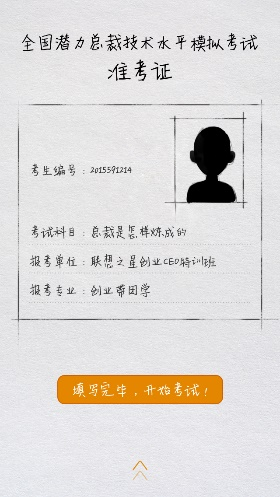 全国潜力总裁技术水平模拟考试
准考证
考生编号：2015591214
考试科目：总裁是怎样炼成的
报考单位：联想之星创业CEO特训班
报考专业：创业带团学
填写完毕，开始考试！